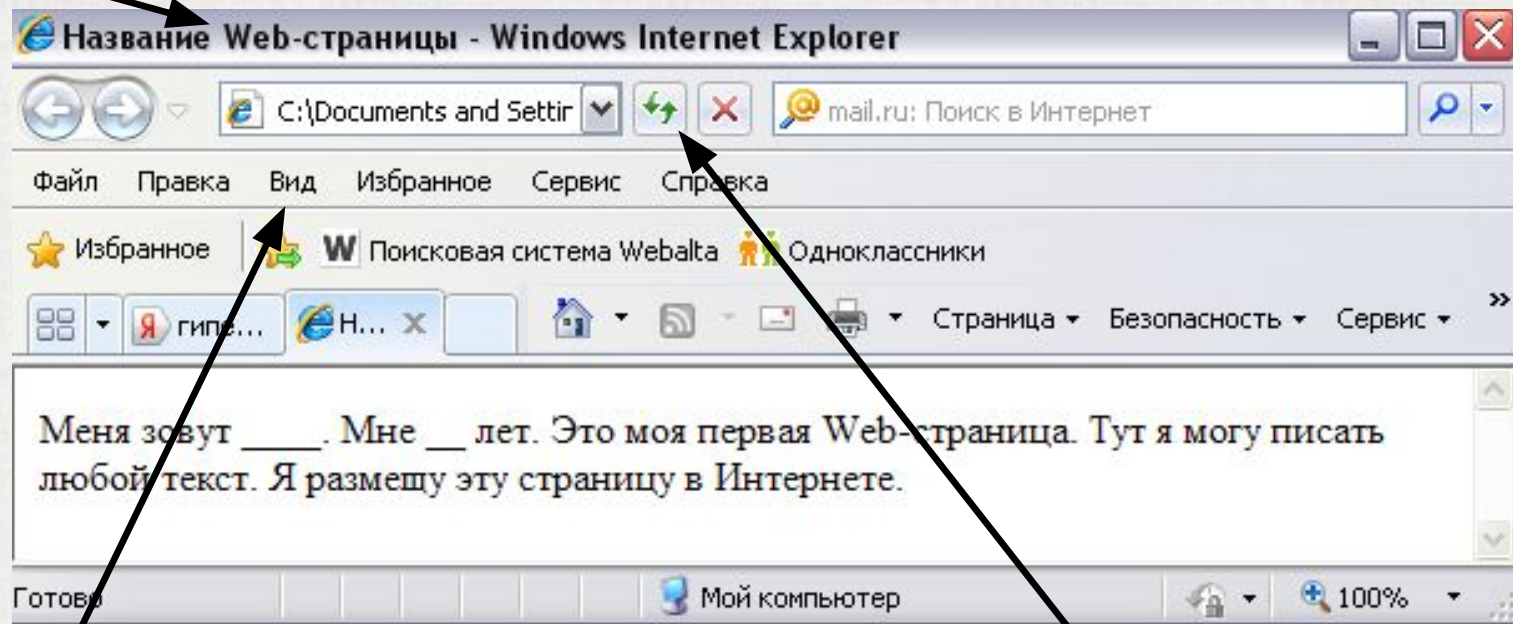 Название Web-страницы - Windows Internet Explorer
C:\Documents and Settin mail.ru: Поиск в Интернет
Файл Правка Вид Избранное Сервис Справка
Избранное W Поисковая система Webalta Одноклассники
Я гипе... Н... Страница Безопасность Сервис »
Меня зовут ____. Мне __ лет. Это моя первая Web-страница. Тут я могу писать
любой текст. Я размещу эту страницу в Интернете.
Готово Мой компьютер 100%